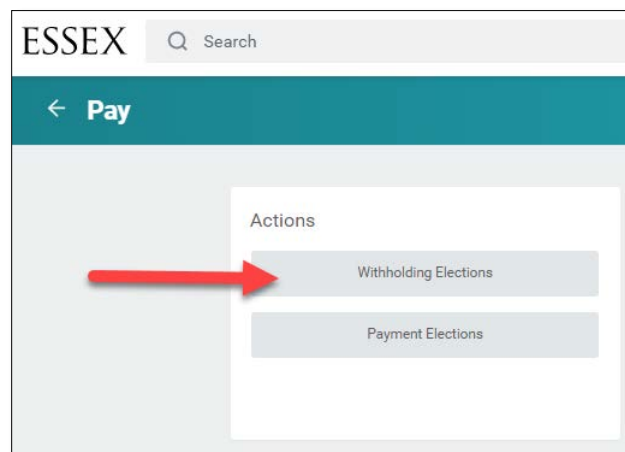 ESSEX Search
Pay
Actions
Withholding Elections
Payment Elections